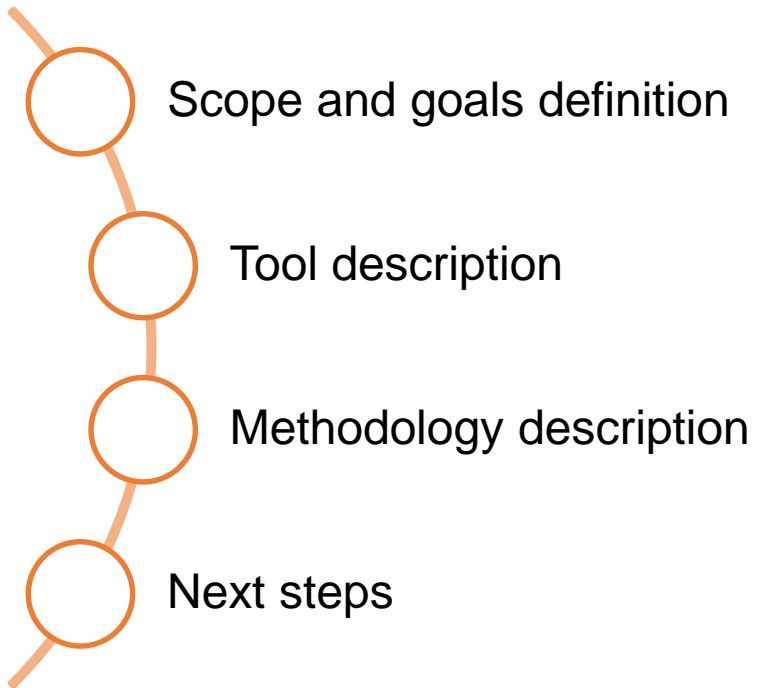 Scope and goals definition
Tool description
Methodology description
Next steps